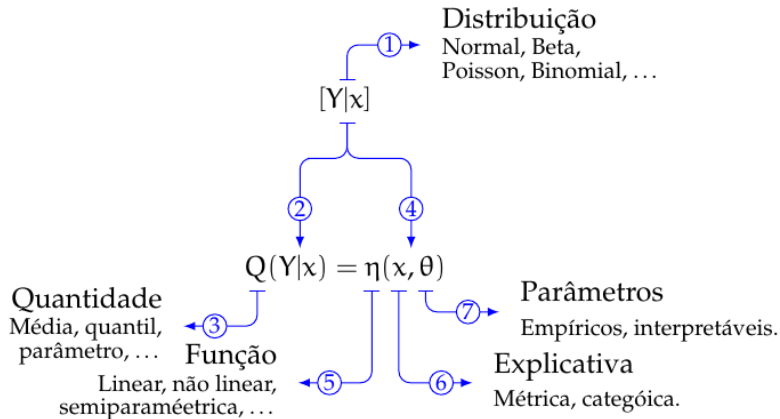 Distribuição
Normal, Beta,
Poisson, Binomial, ...
1
[Y|x]
2
4
Q(Y|x) = η(x, θ)
Quantidade
Média, quantil,
parâmetro, ...
3
Função
Linear, não linear,
semiparaméetrica, ...
5
Parâmetros
Empíricos, interpretáveis.
7
Explicativa
Métrica, categóica.
6